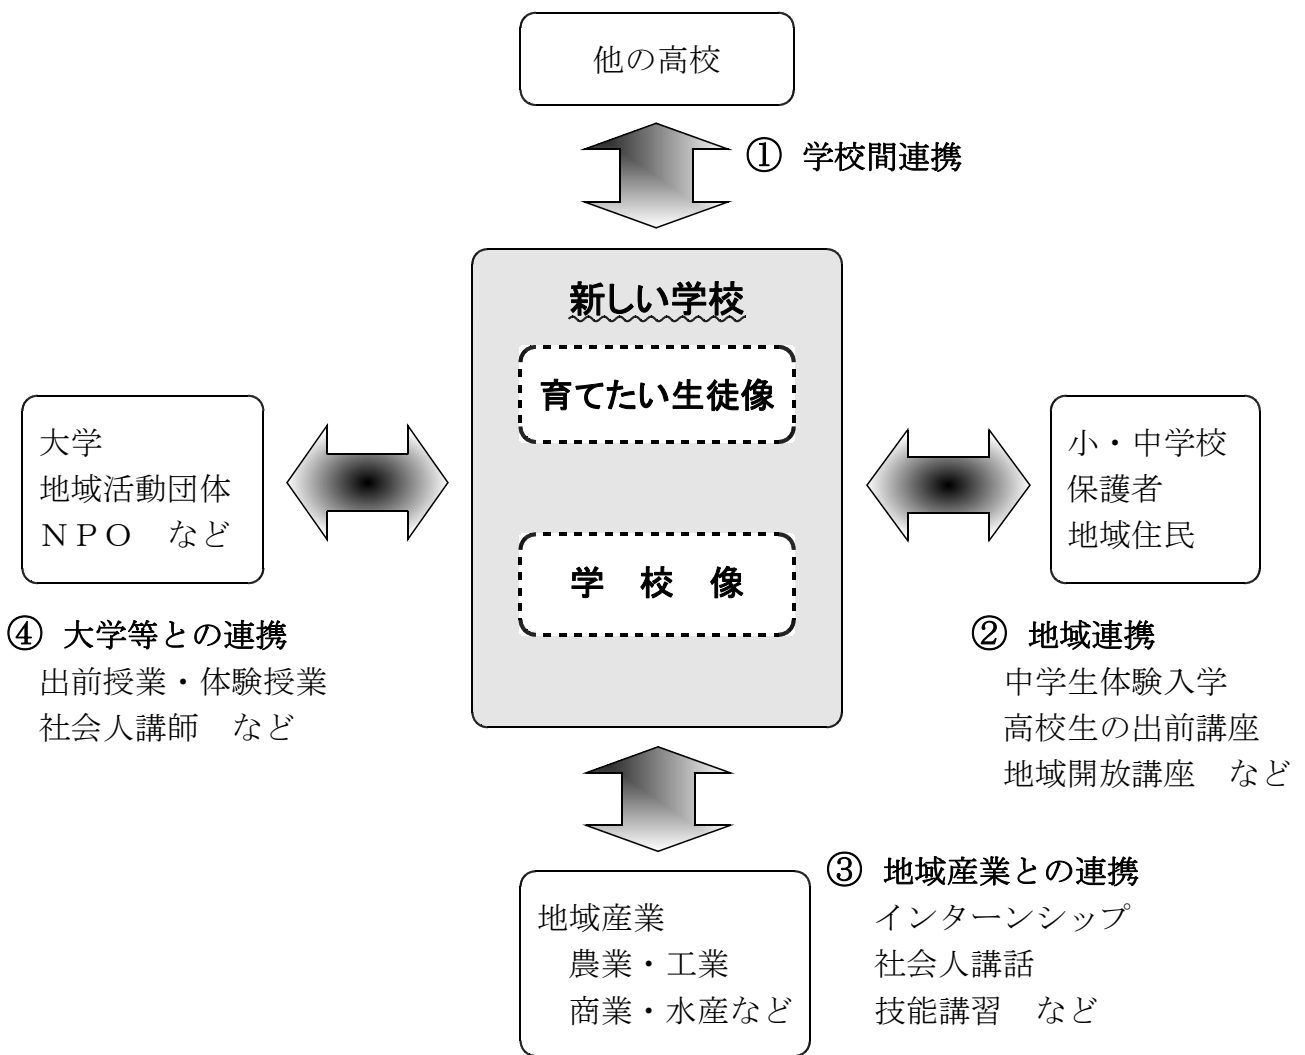 他の高校
① 学校間連携
新しい学校
育てたい生徒像
学　校　像
大学
地域活動団体
ＮＰＯ　など
④ 大学等との連携
出前授業・体験授業
社会人講師　など
小・中学校
保護者
地域住民
② 地域連携
中学生体験入学
高校生の出前講座
地域開放講座　など
地域産業
農業・工業
商業・水産など
③ 地域産業との連携
インターンシップ
社会人講話
技能講習　など